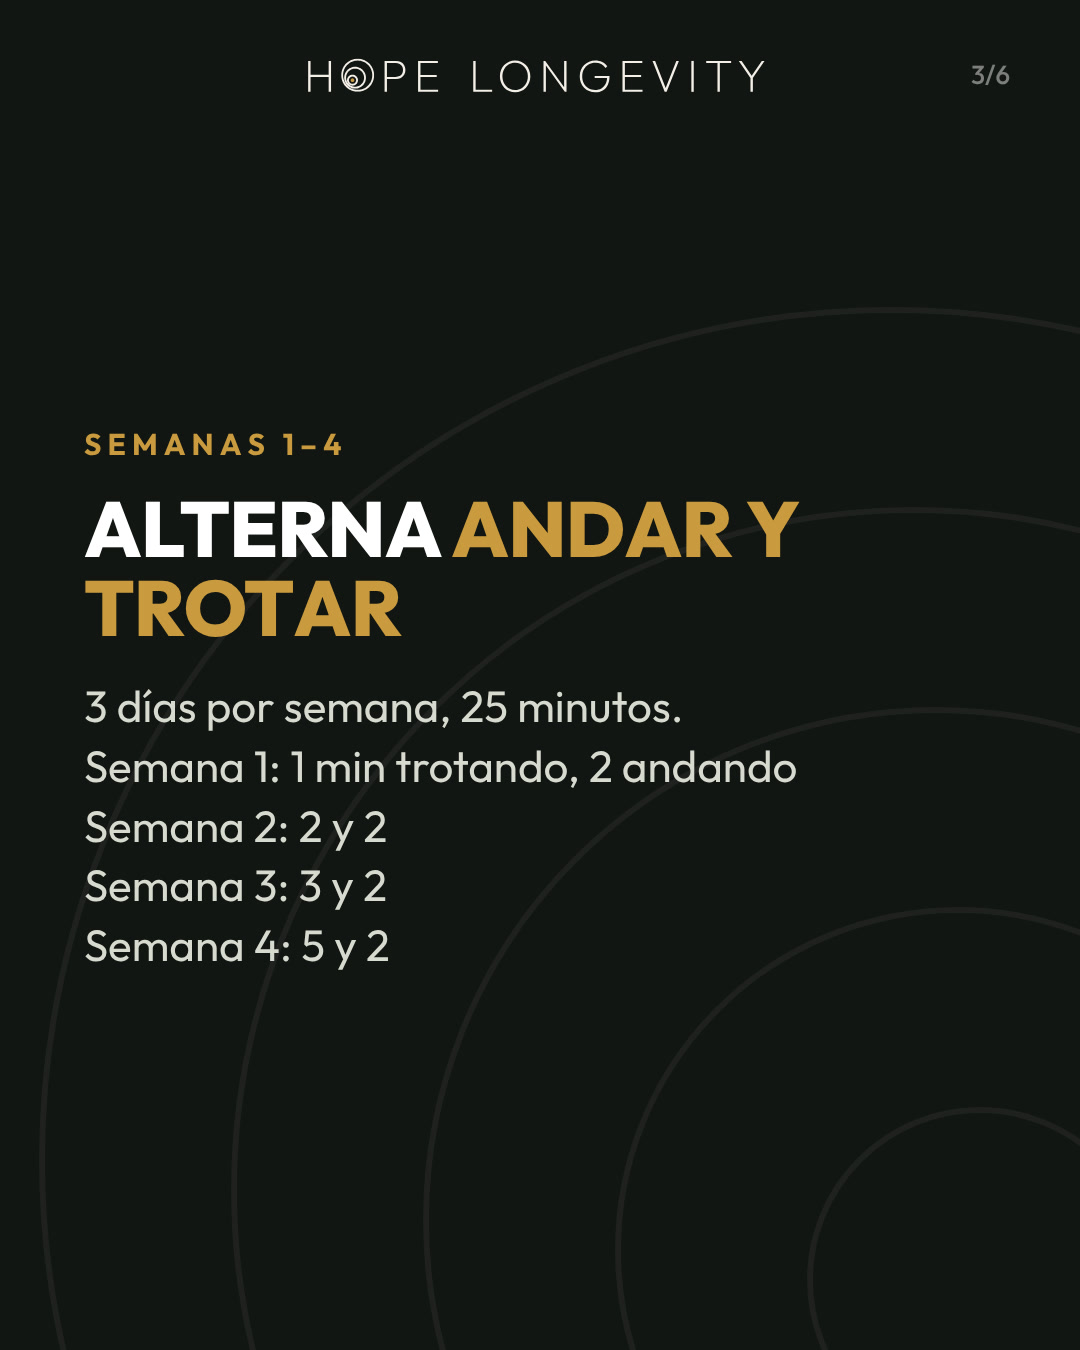 HOPE LONGEVITY
3/6
SEMANAS 1–4
ALTERNA ANDAR Y
TROTAR
3 días por semana, 25 minutos.
Semana 1: 1 min trotando, 2 andando
Semana 2: 2 y 2
Semana 3: 3 y 2
Semana 4: 5 y 2